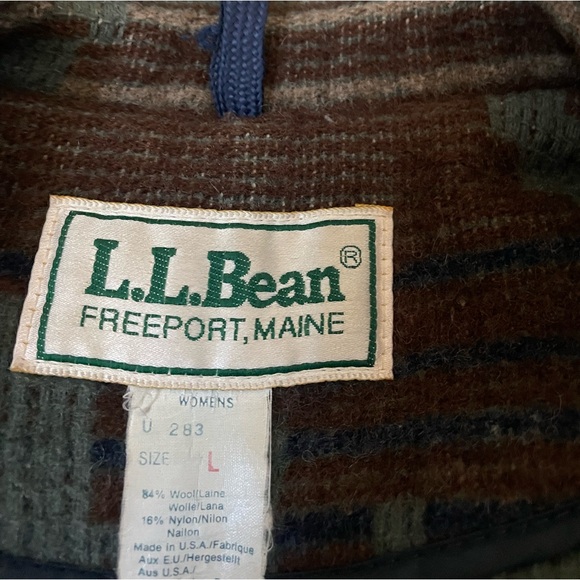 L.L.Bean®
FREEPORT, MAINE
WOMENS
U 283
SIZE L
84% Wool/Laine
Wolle/Lana
16% Nylon/Nilon
Nailon
Made in U.S.A./Fabrique
Aux E.U./Hergesfellt
Aus U.S.A./